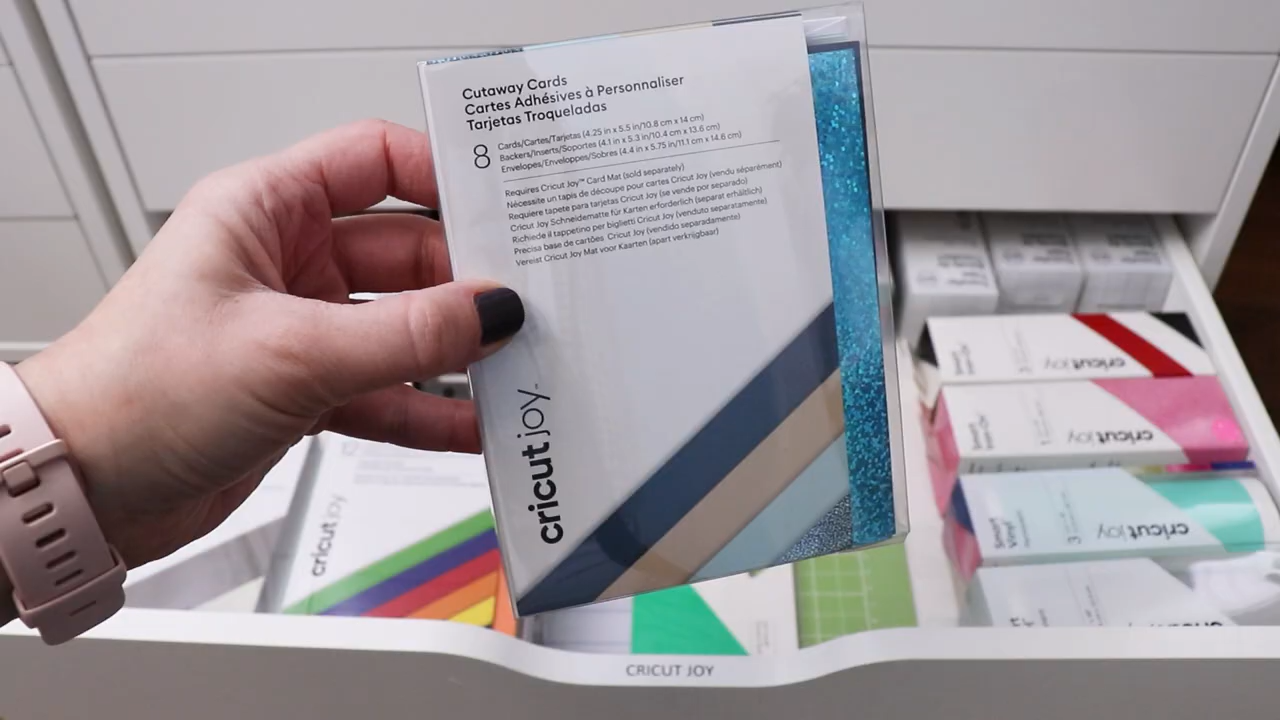 Cutaway Cards
Cartes Adhésives à Personnaliser
Tarjetas Troqueladas
8
Cards/Cartes/Tarjetas (4.25 in x 5.5 in/10.8 cm x 14 cm)
Backers/Inserts/Soportes (4.1 in x 5.3 in/10.4 cm x 13.6 cm)
Envelopes/Enveloppes/Sobres (4.4 in x 5.75 in/11.1 cm x 14.6 cm)
Requires Cricut Joy™ Card Mat (sold separately)
Nécessite un tapis de découpe pour cartes Cricut Joy (vendu séparément)
Requiere tapete para tarjetas Cricut Joy (se vende por separado)
Cricut Joy Schneidematte für Karten erforderlich (separat erhältlich)
Richiede il tappetino per biglietti Cricut Joy (venduto separatamente)
Precisa base de cartões Cricut Joy (vendido separadamente)
Vereist Cricut Joy Mat voor Kaarten (apart verkrijgbaar)
cricut joy™
cricut joy
cricut joy
cricut joy
Smart Vinyl
3
cricut joy
CRICUT JOY